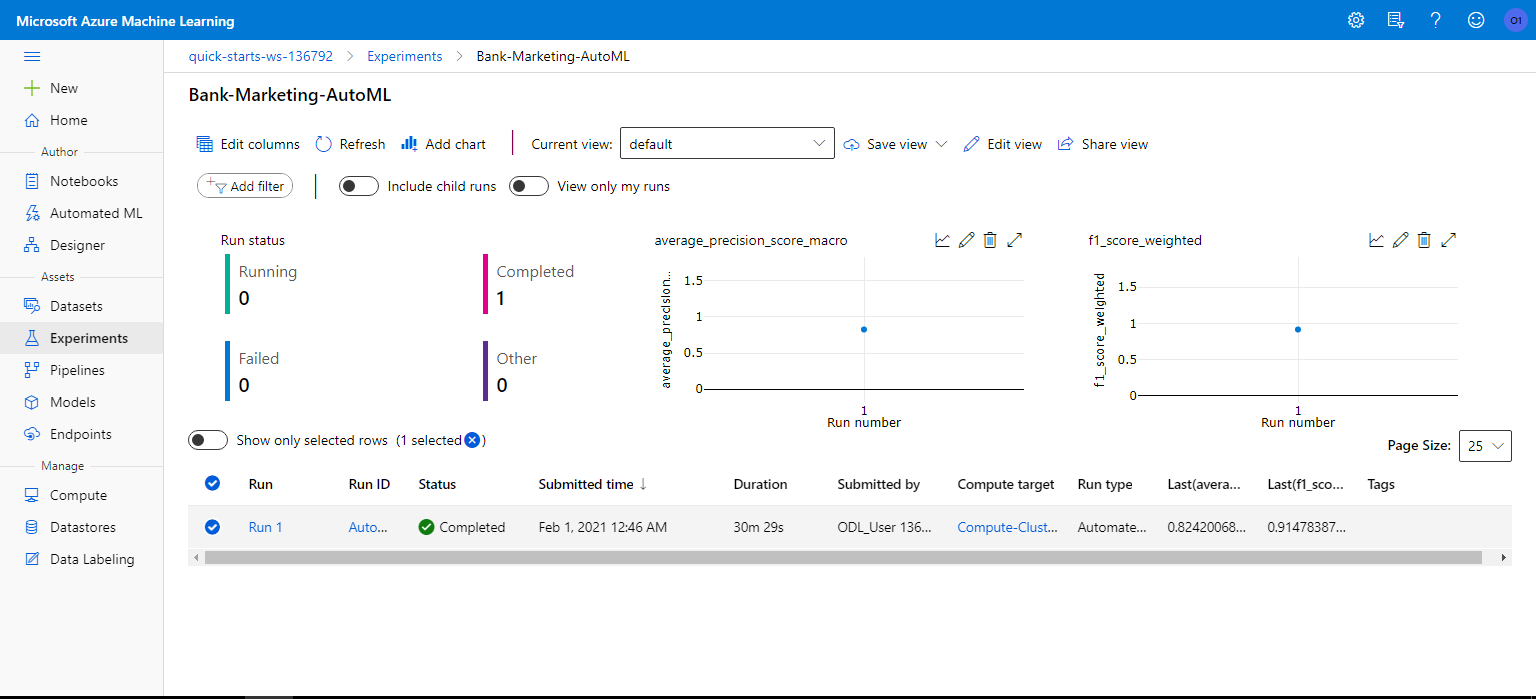 Microsoft Azure Machine Learning
O1
quick-starts-ws-136792 > Experiments > Bank-Marketing-AutoML
New
Home
Author
Notebooks
Automated ML
Designer
Assets
Datasets
Experiments
Pipelines
Models
Endpoints
Manage
Compute
Datastores
Data Labeling
Bank-Marketing-AutoML
Edit columns Refresh Add chart Current view: default Save view Edit view Share view
Add filter Include child runs View only my runs
Run status
Running
0
Completed
1
Failed
0
Other
0
average_precision_score_macro
average_precision...
1.5
1
0.5
0
1
Run number
f1_score_weighted
f1_score_weighted
1.5
1
0.5
0
1
Run number
Show only selected rows (1 selected )
Page Size: 25
Run Run ID Status Submitted time ↓ Duration Submitted by Compute target Run type Last(avera... Last(f1_sco... Tags
Run 1 Auto... Completed Feb 1, 2021 12:46 AM 30m 29s ODL_User 136... Compute-Clust... Automate... 0.82420068... 0.91478387...